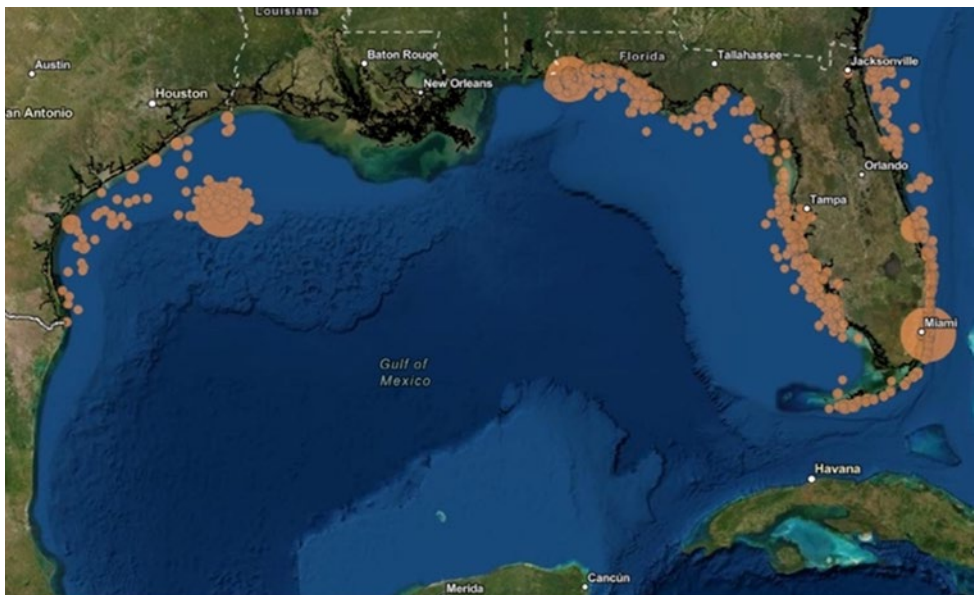 Louisiana
Austin
Baton Rouge
Florida
Tallahassee
Jacksonville
Houston
New Orleans
an Antonio
Orlando
Tampa
Miami
Gulf of
Mexico
Havana
Merida
Cancún